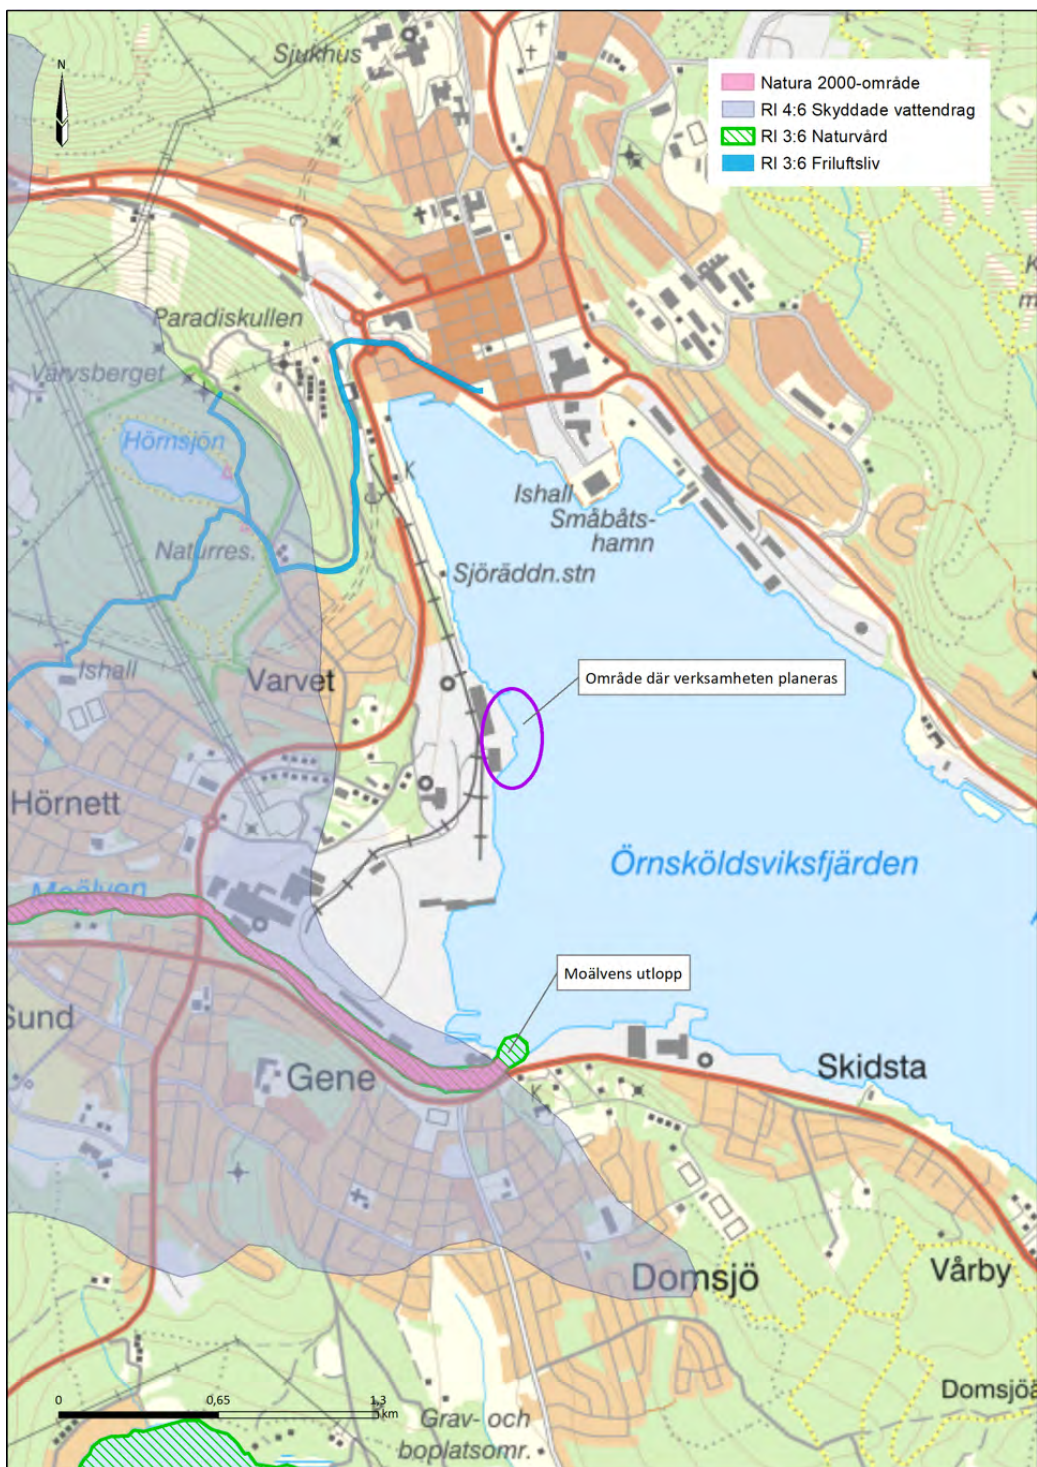 Sjukhus
N
Natura 2000-område
RI 4:6 Skyddade vattendrag
RI 3:6 Naturvård
RI 3:6 Friluftsliv
Paradiskullen
Varvsberget
Hörnsjön
K
Ishall
Småbåts-
hamn
Naturres.
Sjöräddn.stn
Ishall
Varvet
Område där verksamheten planeras
Hörnett
Örnsköldsviksfjärden
Moälven
Moälvens utlopp
Sund
Gene
Skidsta
K
Domsjö
Vårby
Domsjöä
0
0,65
1,3
km
Grav- och
boplatsomr.